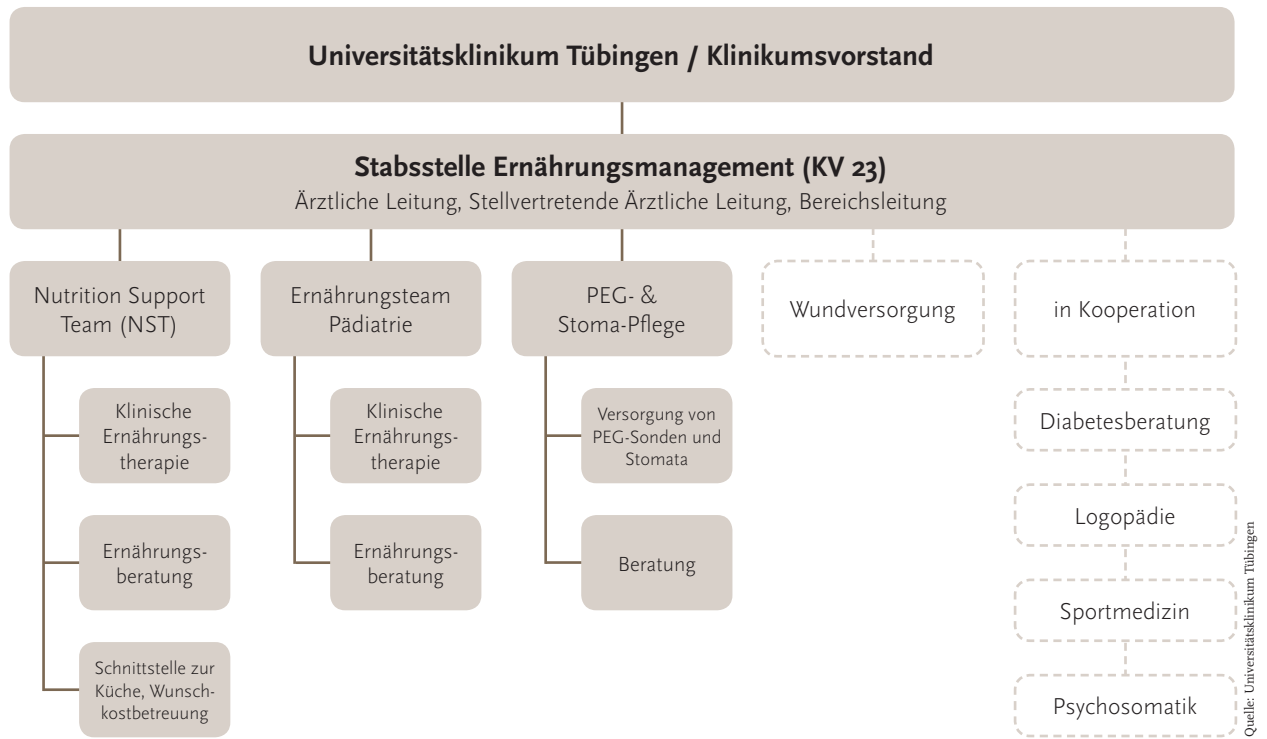 Universitätsklinikum Tübingen / Klinikumsvorstand
Stabsstelle Ernährungsmanagement (KV 23)
Ärztliche Leitung, Stellvertretende Ärztliche Leitung, Bereichsleitung
Nutrition Support
Team (NST)
Klinische
Ernährungs-
therapie
Ernährungs-
beratung
Schnittstelle zur
Küche, Wunsch-
kostbetreuung
Ernährungsteam
Pädiatrie
Klinische
Ernährungs-
therapie
Ernährungs-
beratung
PEG- &
Stoma-Pflege
Versorgung von
PEG-Sonden und
Stomata
Beratung
Wundversorgung
in Kooperation
Diabetesberatung
Logopädie
Sportmedizin
Psychosomatik
Quelle: Universitätsklinikum Tübingen